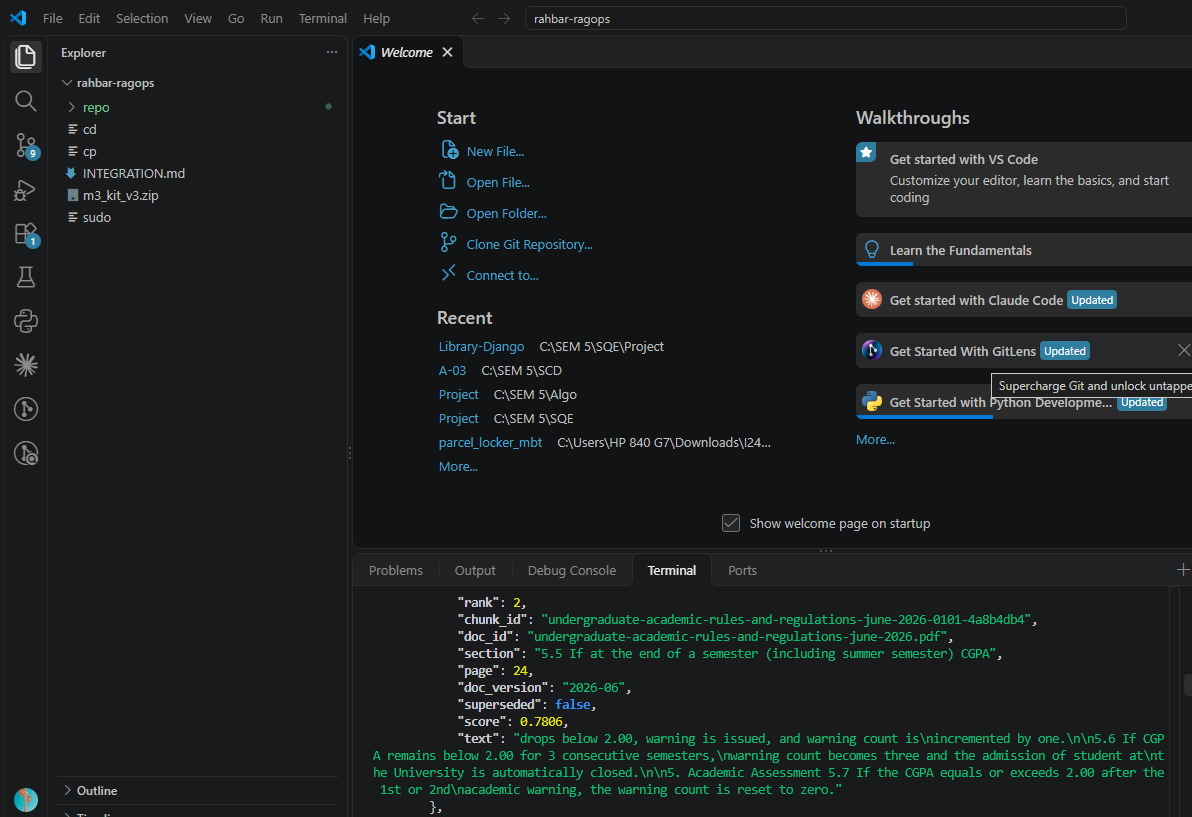 File Edit Selection View Go Run Terminal Help
rahbar-ragops
Explorer
rahbar-ragops
repo
cd
cp
INTEGRATION.md
m3_kit_v3.zip
sudo
9
1
Outline
Welcome
Start
New File...
Open File...
Open Folder...
Clone Git Repository...
Connect to...
Recent
Library-Django C:\SEM 5\SQE\Project
A-03 C:\SEM 5\SCD
Project C:\SEM 5\Algo
Project C:\SEM 5\SQE
parcel_locker_mbt C:\Users\HP 840 G7\Downloads\I24...
More...
Walkthroughs
Get started with VS Code
Customize your editor, learn the basics, and start
coding
Learn the Fundamentals
Get started with Claude Code Updated
Get Started With GitLens Updated
Supercharge Git and unlock untappe
Get Started with Python Developme... Updated
More...
Show welcome page on startup
Problems Output Debug Console Terminal Ports
"rank": 2,
"chunk_id": "undergraduate-academic-rules-and-regulations-june-2026-0101-4a8b4db4",
"doc_id": "undergraduate-academic-rules-and-regulations-june-2026.pdf",
"section": "5.5 If at the end of a semester (including summer semester) CGPA",
"page": 24,
"doc_version": "2026-06",
"superseded": false,
"score": 0.7806,
"text": "drops below 2.00, warning is issued, and warning count is\nincremented by one.\n\n5.6 If CGP
A remains below 2.00 for 3 consecutive semesters,\nwarning count becomes three and the admission of student at\nt
he University is automatically closed.\n\n5. Academic Assessment 5.7 If the CGPA equals or exceeds 2.00 after the
1st or 2nd\nacademic warning, the warning count is reset to zero."
},